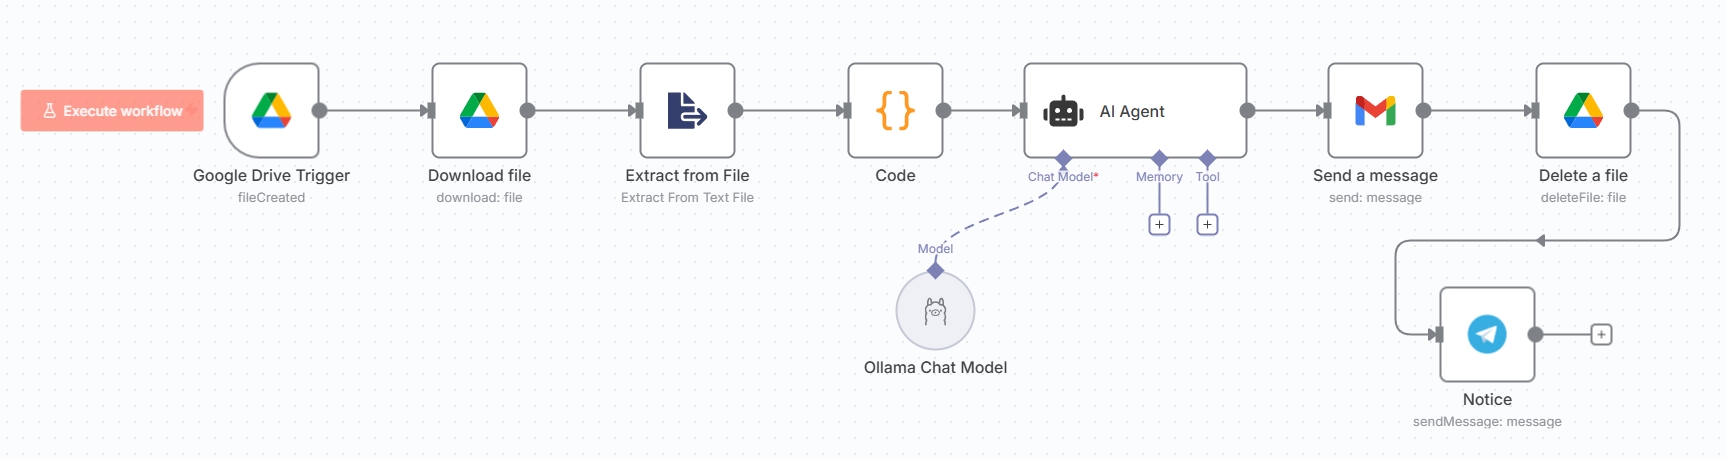 Execute workflow
Google Drive Trigger
fileCreated
Download file
download: file
Extract from File
Extract From Text File
Code
AI Agent
Chat Model*
Memory
Tool
Model
Ollama Chat Model
Send a message
send: message
Delete a file
deleteFile: file
Notice
sendMessage: message